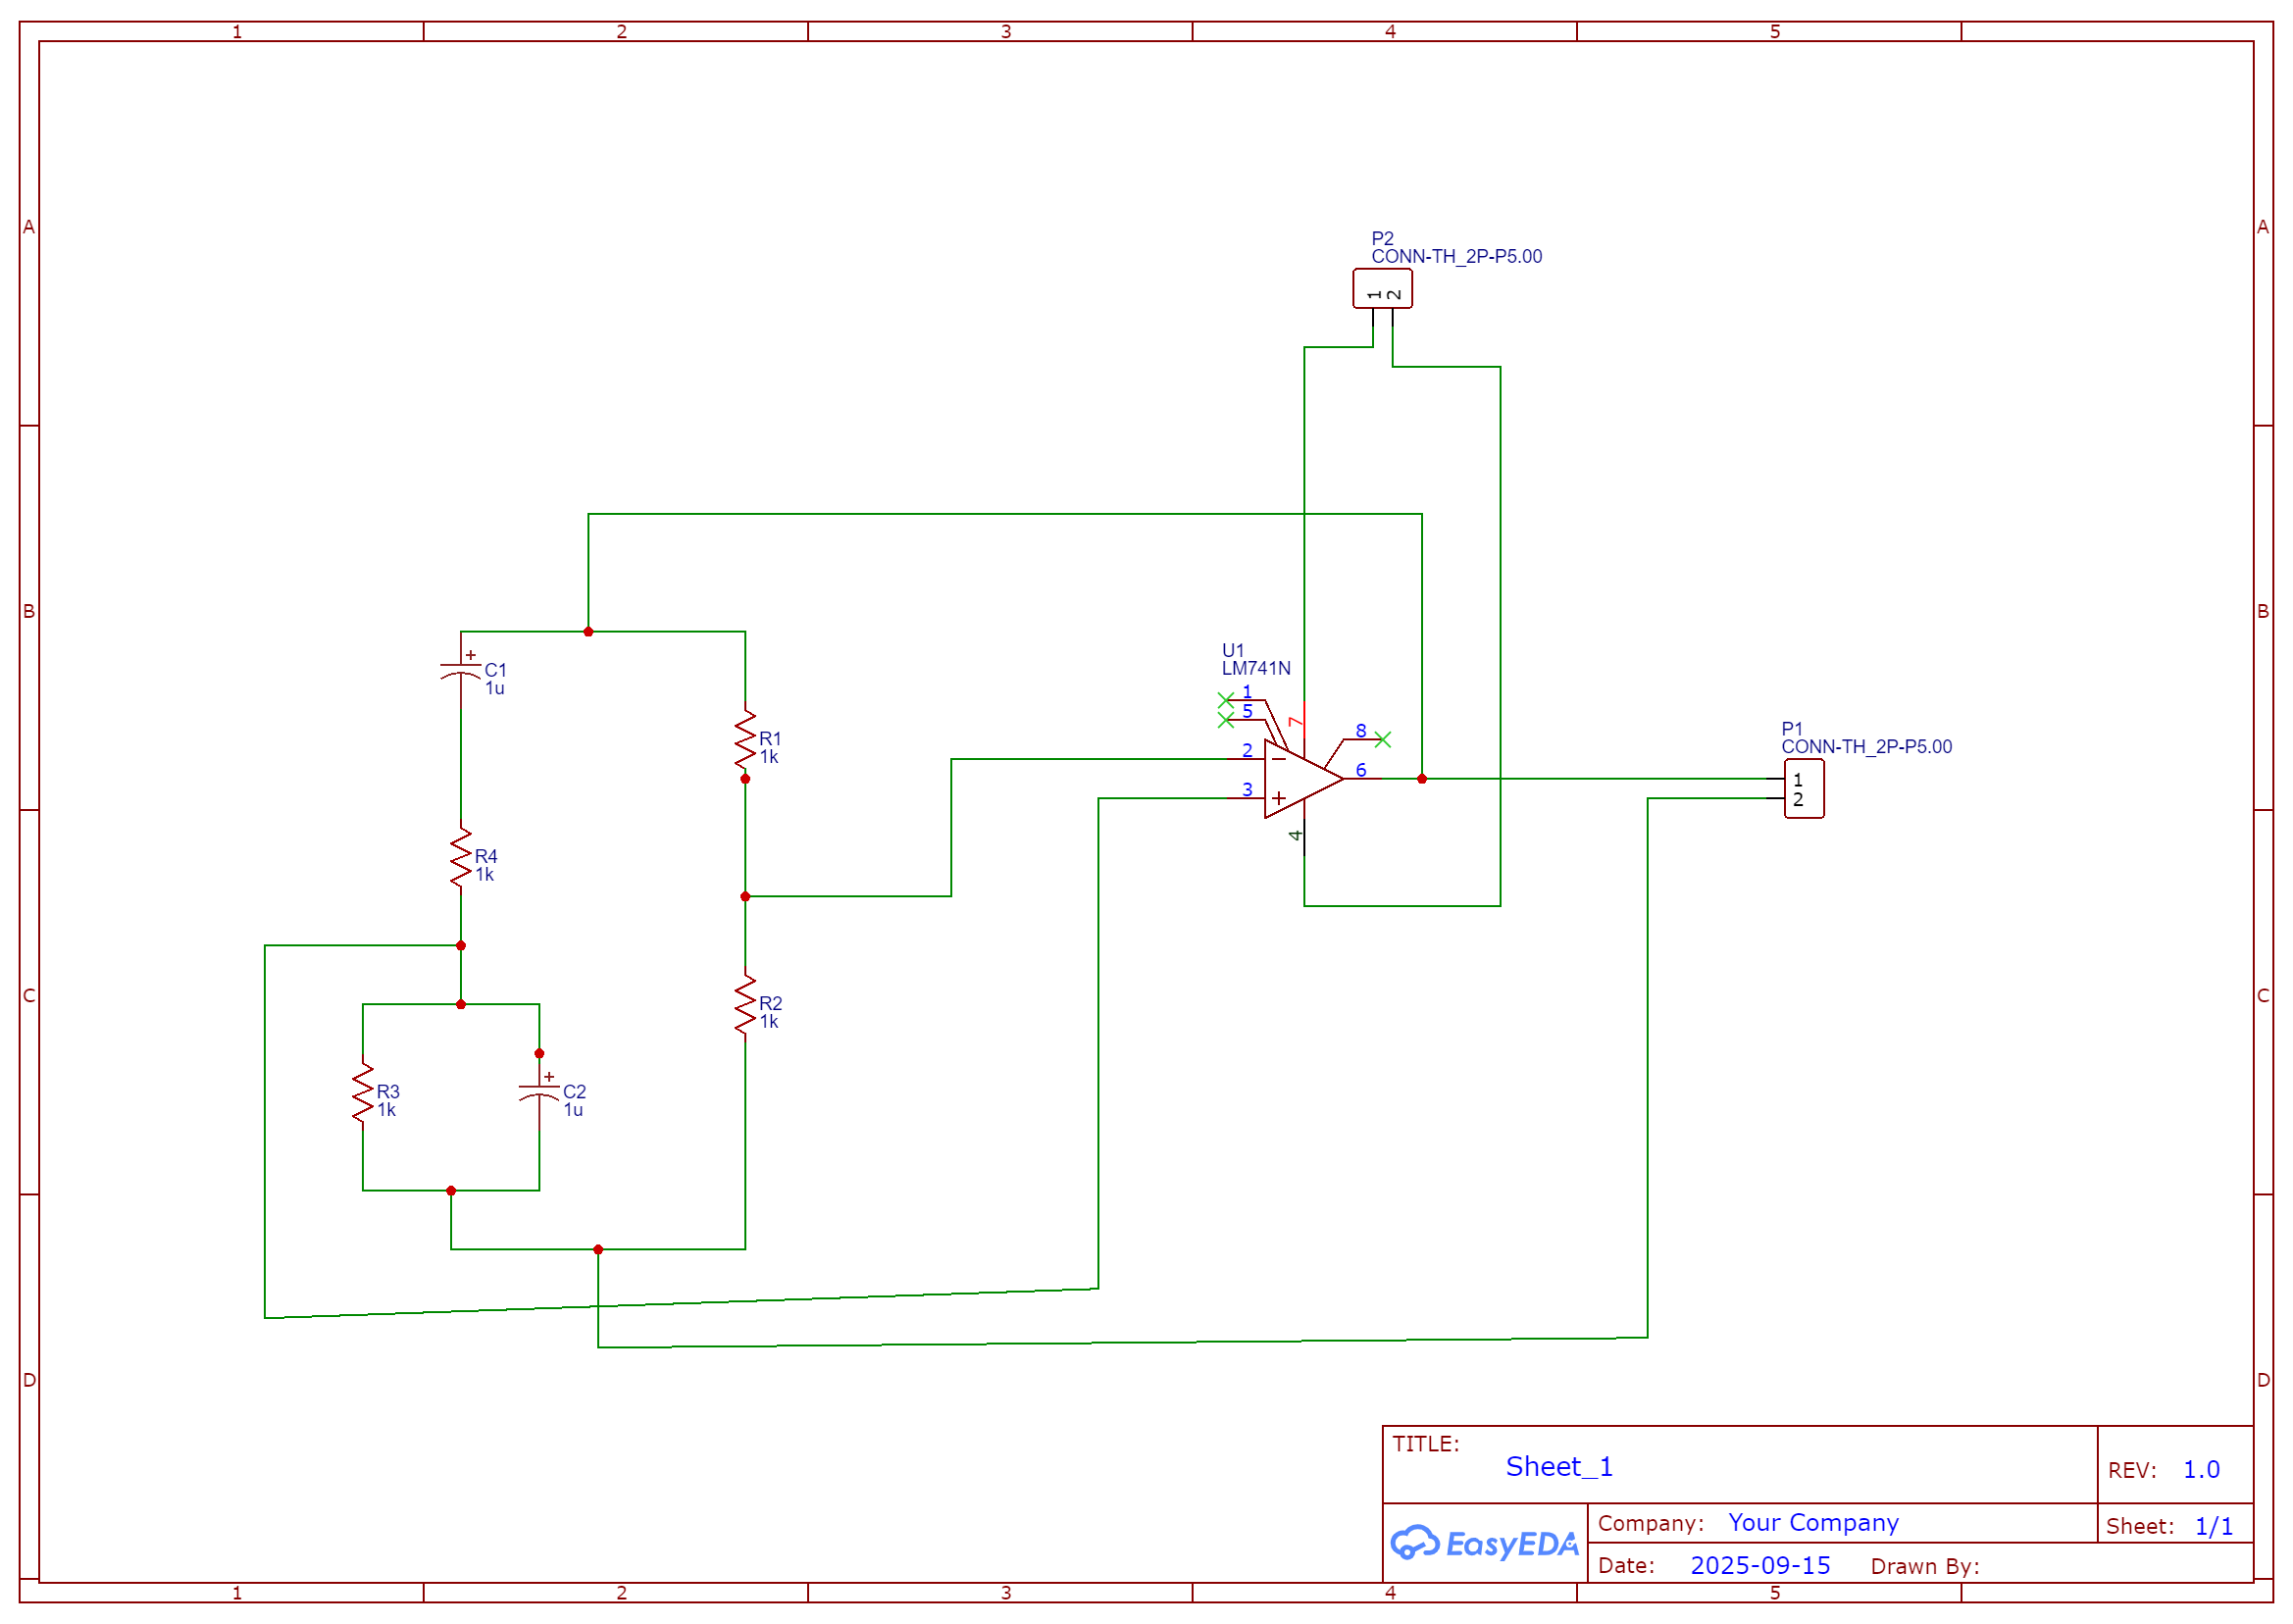 1 2 3 4 5
A A
P2
CONN-TH_2P-P5.00
1 2
B B
U1
LM741N
C1
1u
1
5
7
8
2
6
3
4
R1
1k
P1
CONN-TH_2P-P5.00
1
2
R4
1k
C C
R2
1k
R3
1k
C2
1u
D D
TITLE:
Sheet_1
REV: 1.0
EasyEDA
Company: Your Company
Sheet: 1/1
Date: 2025-09-15 Drawn By:
1 2 3 4 5